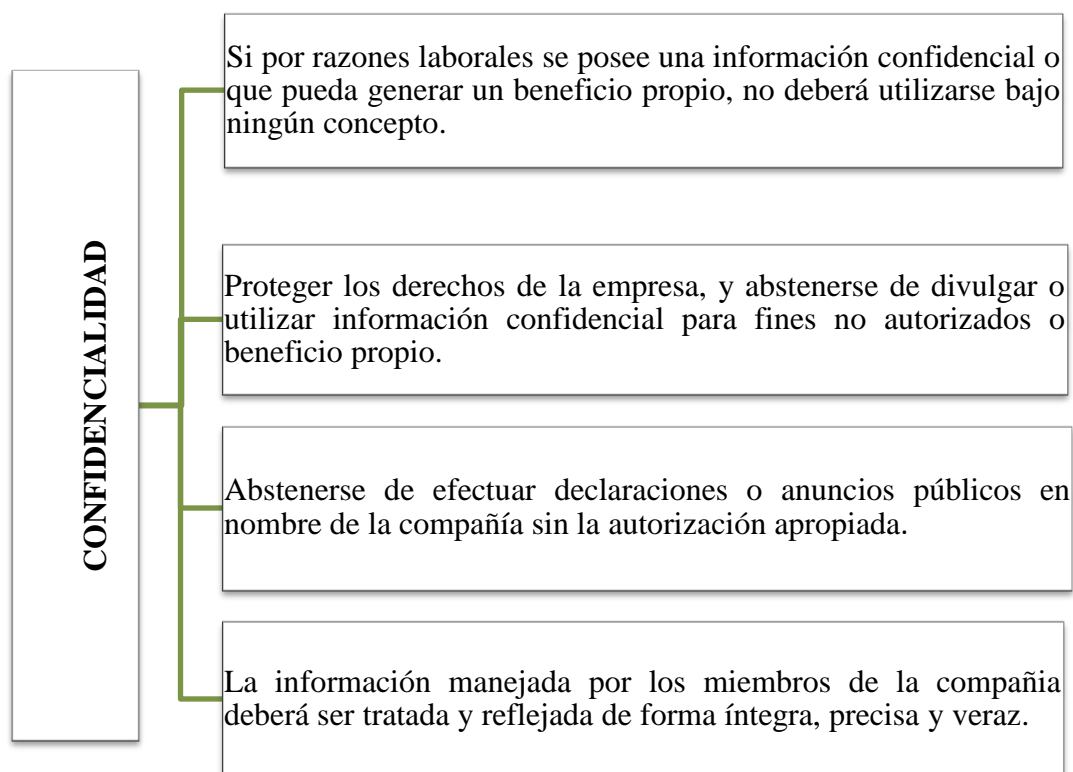 CONFIDENCIALIDAD
Si por razones laborales se posee una información confidencial o
que pueda generar un beneficio propio, no deberá utilizarse bajo
ningún concepto.
Proteger los derechos de la empresa, y abstenerse de divulgar o
utilizar información confidencial para fines no autorizados o
beneficio propio.
Abstenerse de efectuar declaraciones o anuncios públicos en
nombre de la compañía sin la autorización apropiada.
La información manejada por los miembros de la compañia
deberá ser tratada y reflejada de forma íntegra, precisa y veraz.